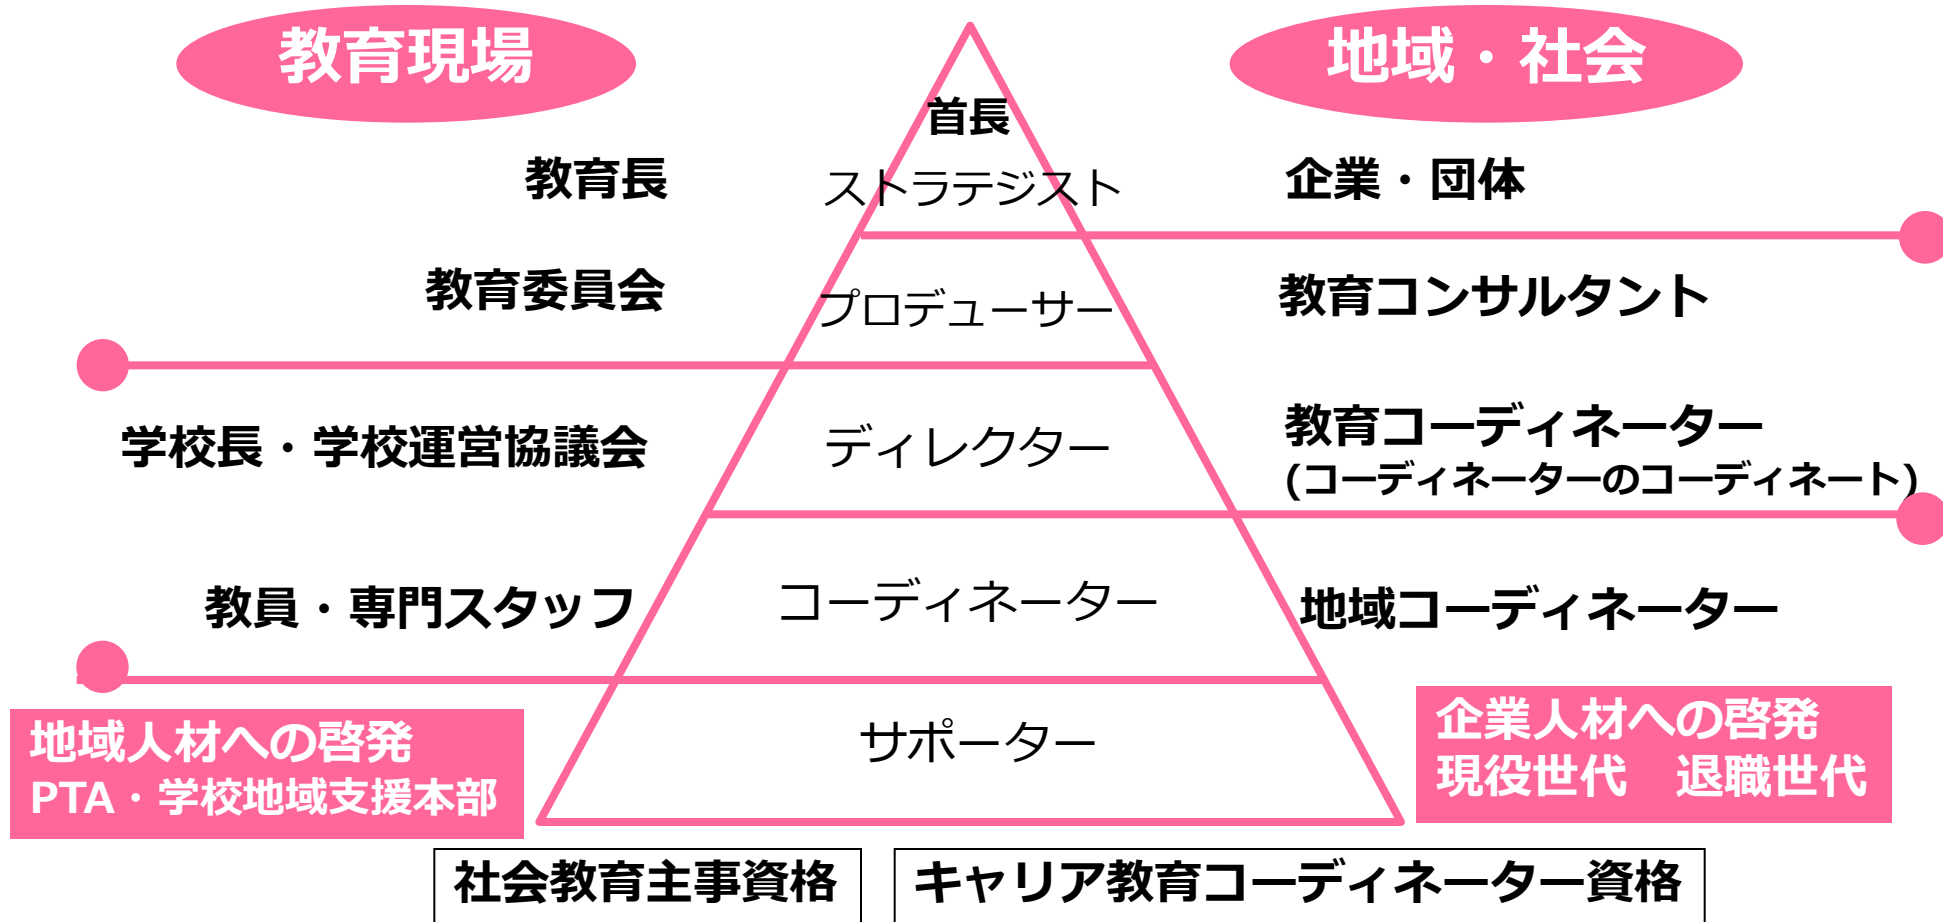 教育現場
地域・社会
首長
教育長
ストラテジスト
企業・団体
教育委員会
プロデューサー
教育コンサルタント
学校長・学校運営協議会
ディレクター
教育コーディネーター
(コーディネーターのコーディネート)
教員・専門スタッフ
コーディネーター
地域コーディネーター
地域人材への啓発
PTA・学校地域支援本部
サポーター
企業人材への啓発
現役世代　退職世代
社会教育主事資格
キャリア教育コーディネーター資格